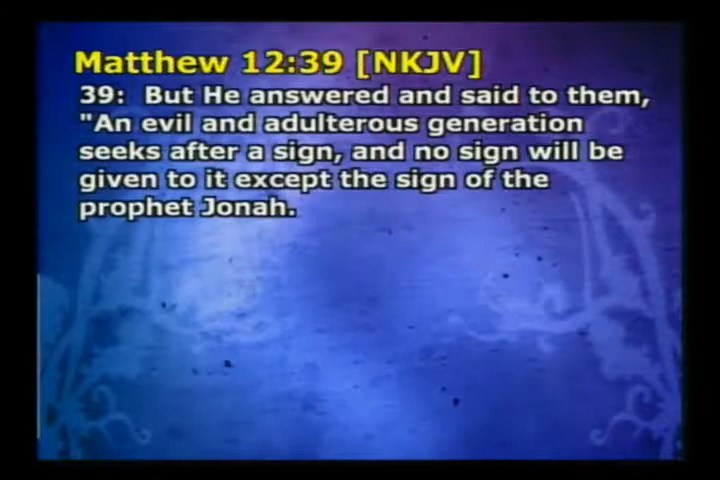 Matthew 12:39 [NKJV]
39:  But He answered and said to them,
"An evil and adulterous generation
seeks after a sign, and no sign will be
given to it except the sign of the
prophet Jonah.